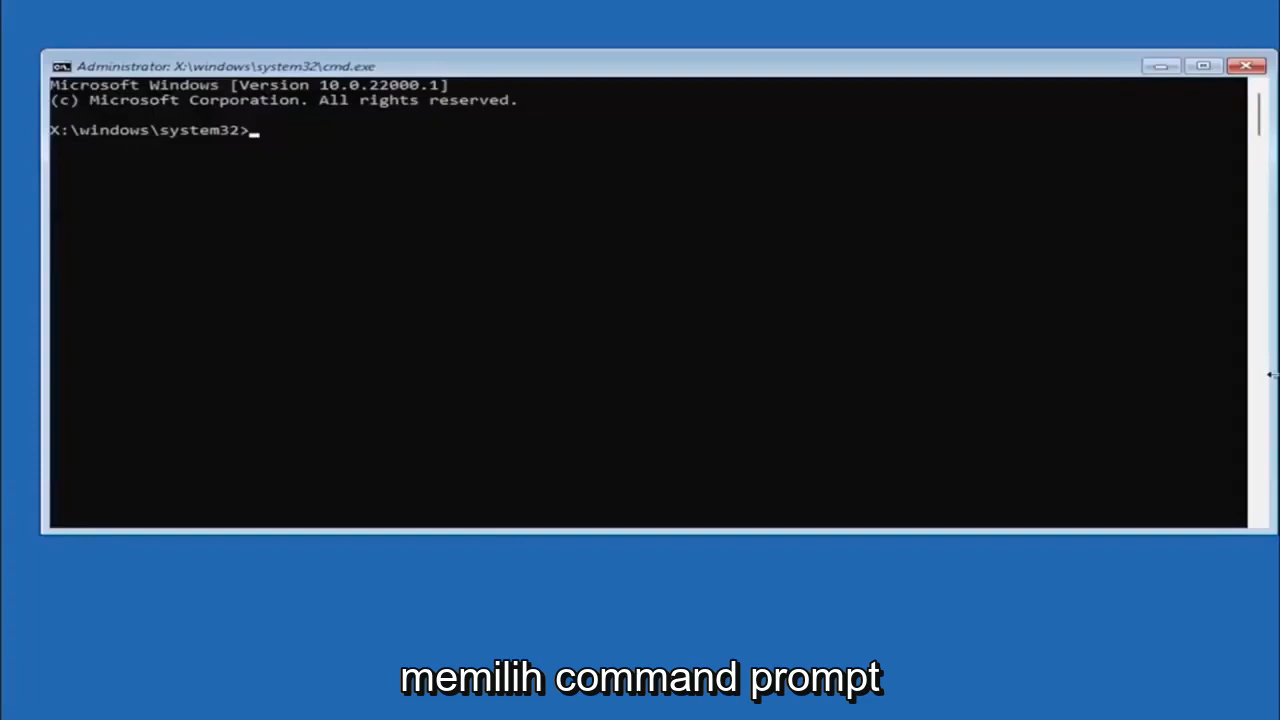 Administrator: X:\windows\system32\cmd.exe
Microsoft Windows [Version 10.0.22000.1]
(c) Microsoft Corporation. All rights reserved.
X:\windows\system32>
memilih command prompt